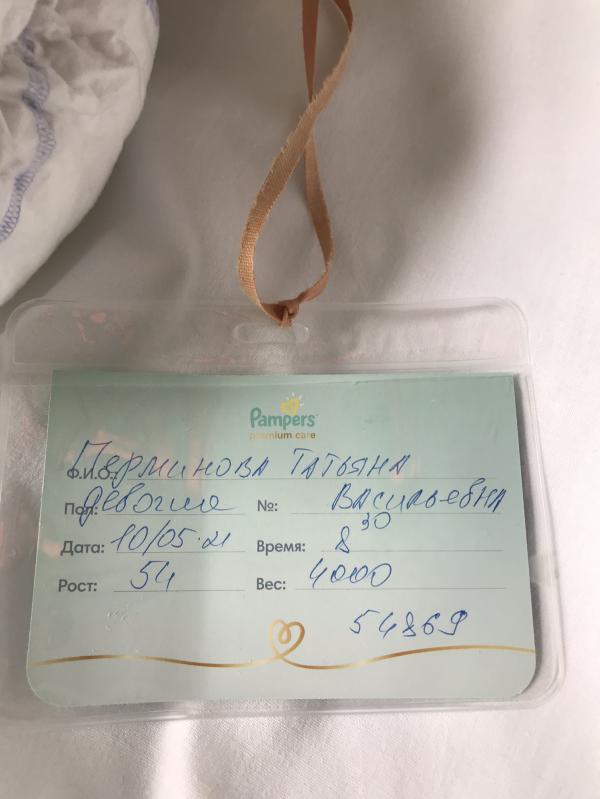 Pampers
premium care
Ф.И.О.: Перминова Татьяна
Пол: девочка №: Васильевна
Дата: 10/05.21 Время: 8 30
Рост: 54 Вес: 4000
54869